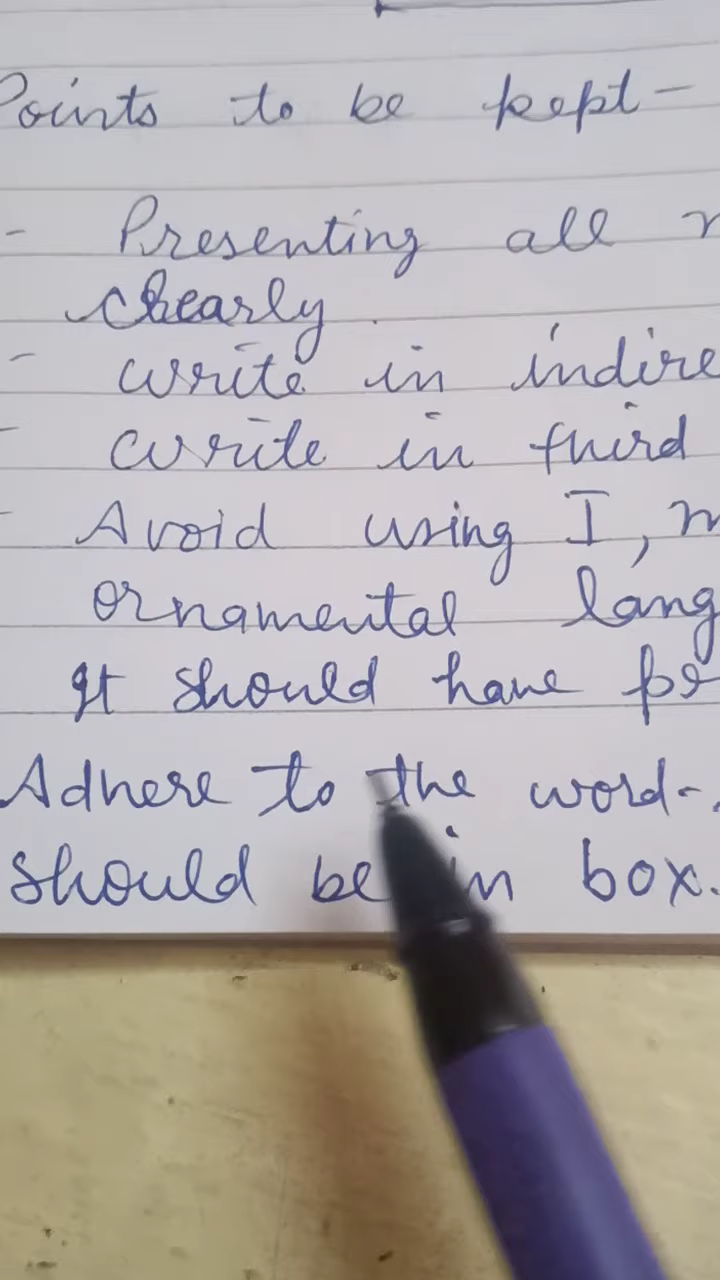 Points to be kept-
- Presenting all
clearly.
- write in indire
- write in third
- Avoid using I, m
ornamental lang
It should have pr
Adhere to the word-
should be in box.